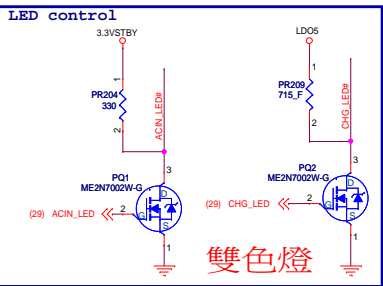 LED control
3.3VSTBY
LDO5
1
1
PR204
330
PR209
715_F
2
2
ACIN_LED#
CHG_LED#
3
3
PQ1
ME2N7002W-G
PQ2
ME2N7002W-G
D
D
(29) ACIN_LED
2
G
(29) CHG_LED
2
G
S
S
1
1
雙色燈